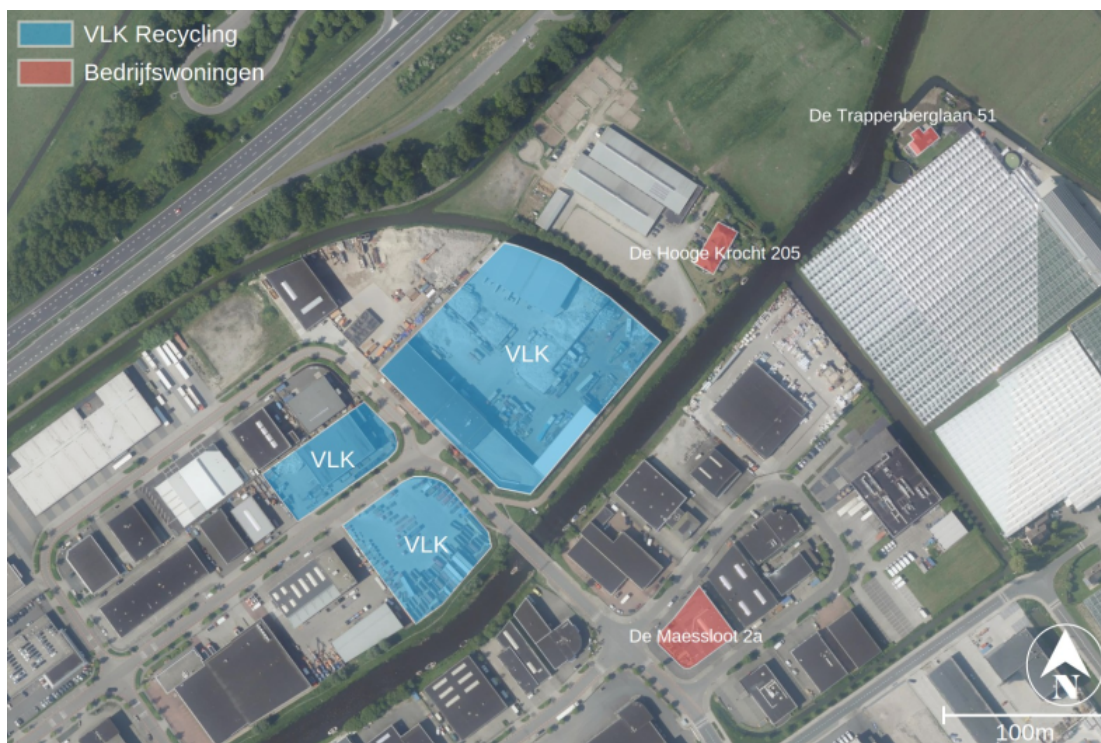 VLK Recycling
Bedrijfswoningen
De Trappenberglaan 51
De Hooge Krocht 205
VLK
VLK
VLK
De Maessloot 2a
N
100m